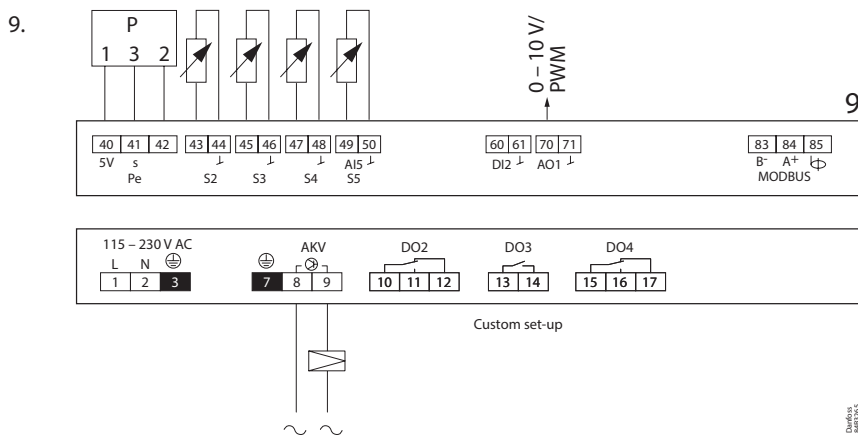 9.
P
1 3 2
0 – 10 V/
PWM
9
40 41 42 43 44 45 46 47 48 49 50 60 61 70 71 83 84 85
5V s AI5 DI2 AO1 B- A+
Pe S2 S3 S4 S5 MODBUS
115 – 230 V AC AKV DO2 DO3 DO4
L N
1 2 3 7 8 9 10 11 12 13 14 15 16 17
Custom set-up
Danfoss